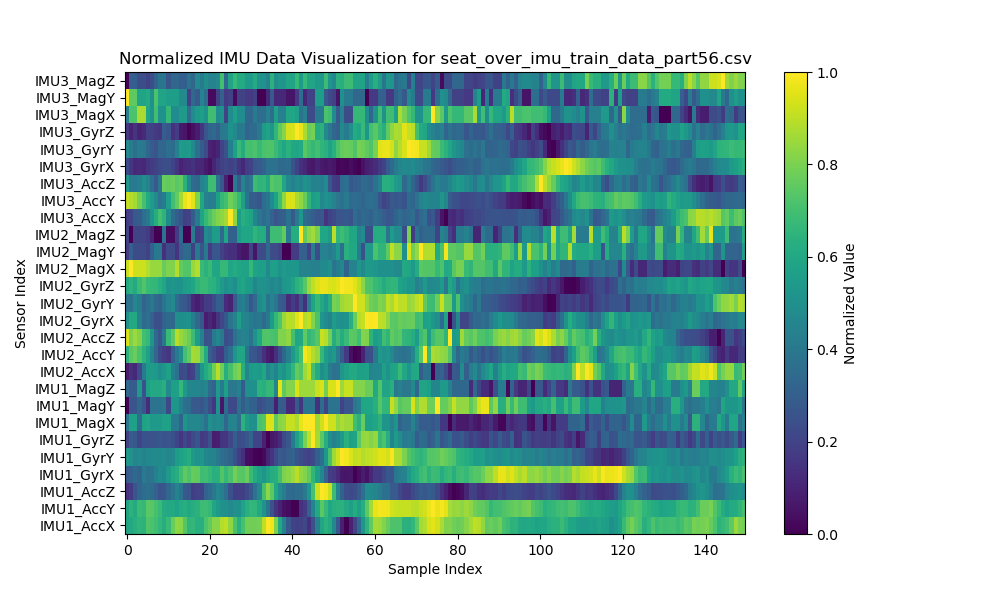 Normalized IMU Data Visualization for seat_over_imu_train_data_part56.csv
IMU3_MagZ
IMU3_MagY
IMU3_MagX
IMU3_GyrZ
IMU3_GyrY
IMU3_GyrX
IMU3_AccZ
IMU3_AccY
IMU3_AccX
IMU2_MagZ
IMU2_MagY
IMU2_MagX
IMU2_GyrZ
IMU2_GyrY
IMU2_GyrX
IMU2_AccZ
IMU2_AccY
IMU2_AccX
IMU1_MagZ
IMU1_MagY
IMU1_MagX
IMU1_GyrZ
IMU1_GyrY
IMU1_GyrX
IMU1_AccZ
IMU1_AccY
IMU1_AccX
Sensor Index
0 20 40 60 80 100 120 140
Sample Index
1.0
0.8
0.6
0.4
0.2
0.0
Normalized Value